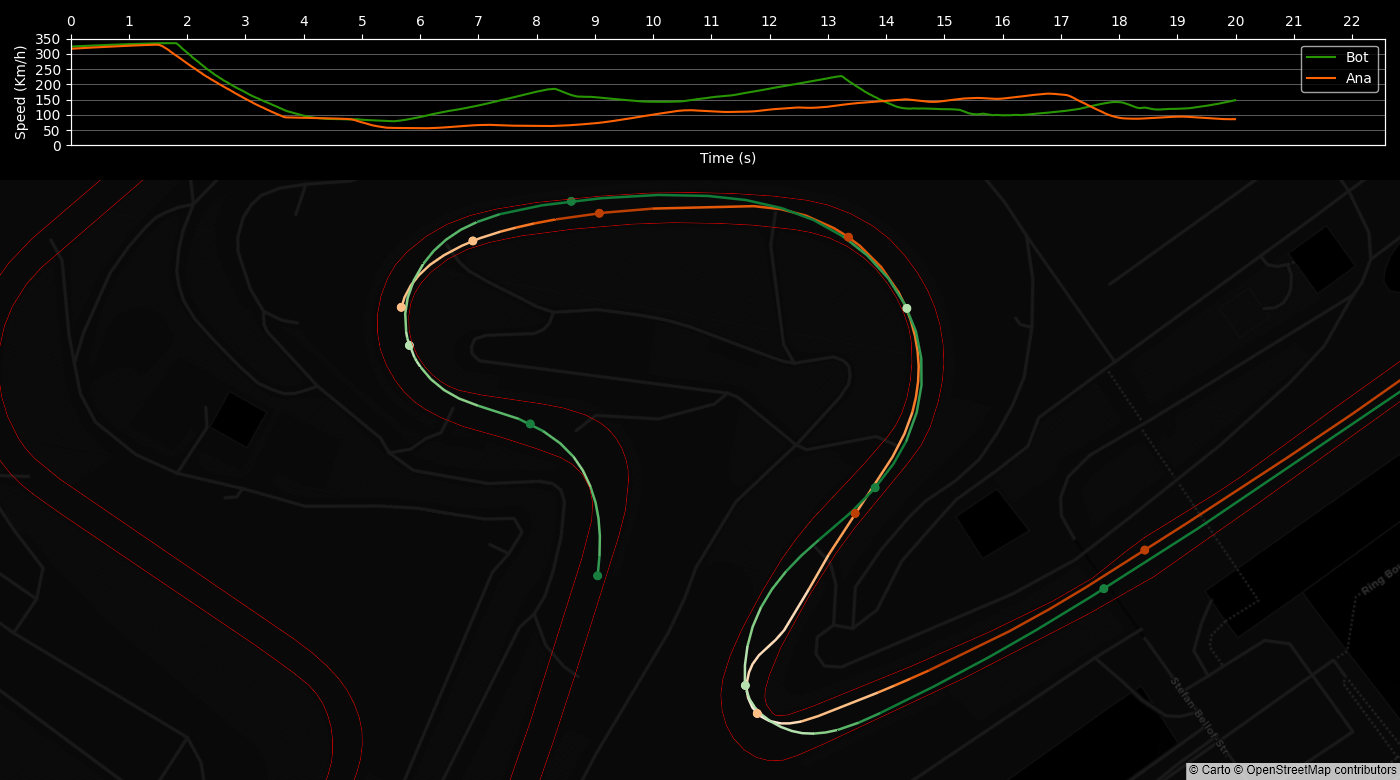 0 1 2 3 4 5 6 7 8 9 10 11 12 13 14 15 16 17 18 19 20 21 22
350
300
250
200
150
100
50
0
Speed (Km/h)
Bot
Ana
Time (s)
Ring Bo
Stefan-Bellof-Str
© Carto © OpenStreetMap contributors